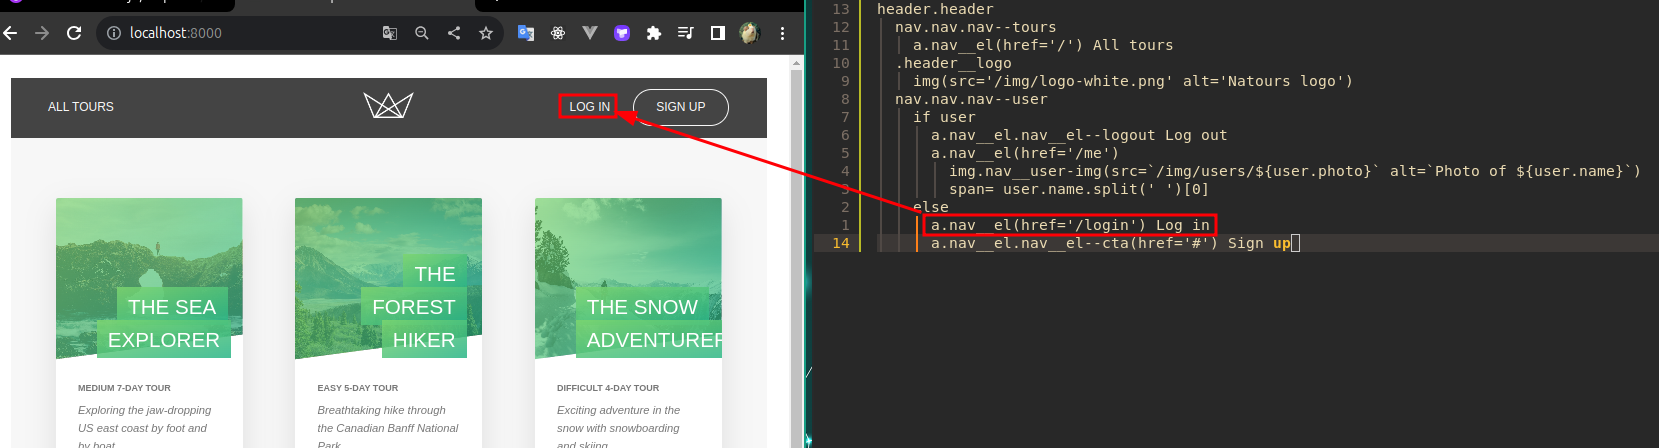 localhost:8000
ALL TOURS
LOG IN
SIGN UP
THE SEA
EXPLORER
MEDIUM 7-DAY TOUR
Exploring the jaw-dropping
US east coast by foot and
by boat
THE
FOREST
HIKER
EASY 5-DAY TOUR
Breathtaking hike through
the Canadian Banff National
Park
THE SNOW
ADVENTURER
DIFFICULT 4-DAY TOUR
Exciting adventure in the
snow with snowboarding
and skiing
13 header.header
12 nav.nav.nav--tours
11 a.nav__el(href='/') All tours
10 .header__logo
9 img(src='/img/logo-white.png' alt='Natours logo')
8 nav.nav.nav--user
7 if user
6 a.nav__el.nav__el--logout Log out
5 a.nav__el(href='/me')
4 img.nav__user-img(src=`/img/users/${user.photo}` alt=`Photo of ${user.name}`)
3 span= user.name.split(' ')[0]
2 else
1 a.nav__el(href='/login') Log in
14 a.nav__el.nav__el--cta(href='#') Sign up